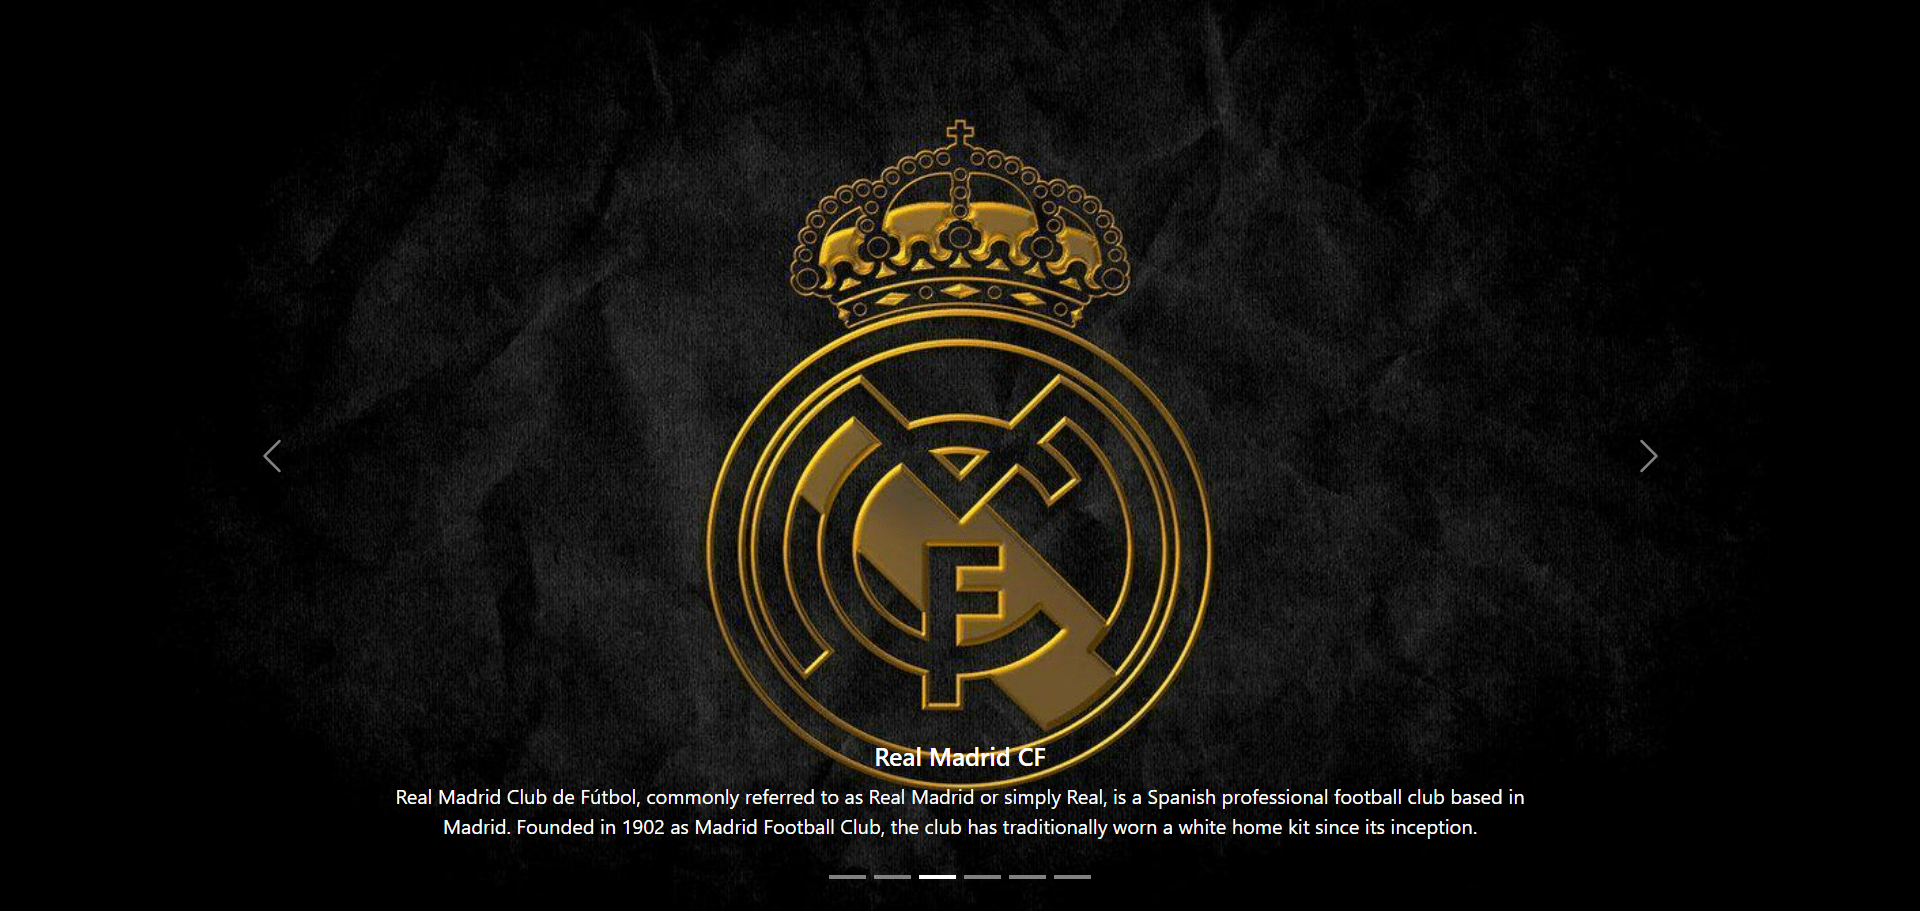 Real Madrid CF
Real Madrid Club de Fútbol, commonly referred to as Real Madrid or simply Real, is a Spanish professional football club based in
Madrid. Founded in 1902 as Madrid Football Club, the club has traditionally worn a white home kit since its inception.